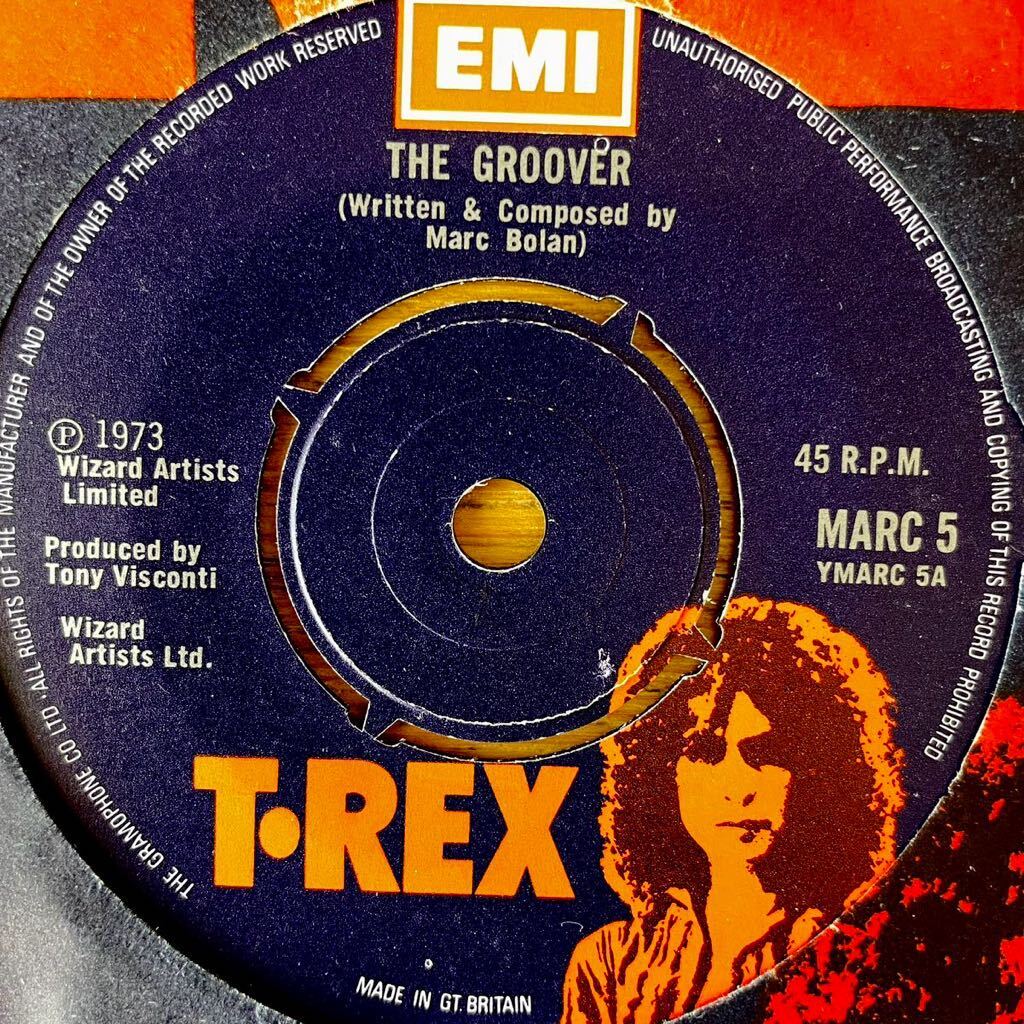 EMI
THE GROOVER
(Written & Composed by
Marc Bolan)
℗ 1973
Wizard Artists
Limited
Produced by
Tony Visconti
Wizard
Artists Ltd.
45 R.P.M.
MARC 5
YMARC 5A
T•REX
MADE IN GT. BRITAIN
THE GRAMOPHONE CO LTD • ALL RIGHTS OF THE MANUFACTURER AND OF THE OWNER OF THE RECORDED WORK RESERVED
UNAUTHORISED PUBLIC PERFORMANCE BROADCASTING AND COPYING OF THIS RECORD PROHIBITED